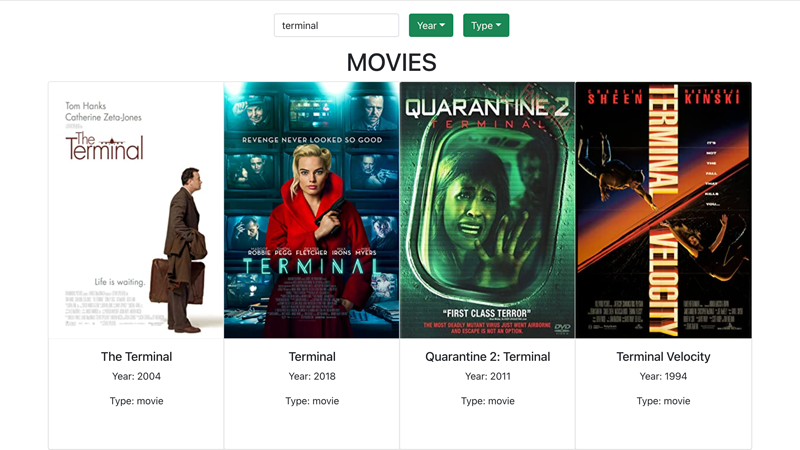 terminal
Year
Type
MOVIES
Tom Hanks
Catherine Zeta-Jones
The
Terminal
Life is waiting.
REVENGE NEVER LOOKED SO GOOD
ROBBIE PEGG FLETCHER IRONS MYERS
TERMINAL
QUARANTINE 2
TERMINAL
"FIRST CLASS TERROR"
THE MOST DEADLY MUTANT VIRUS JUST WENT AIRBORNE
AND ESCAPE IS NOT AN OPTION.
DVD
CHARLIE
SHEEN
NASTASSJA
KINSKI
TERMINAL VELOCITY
IT'S
NOT
THE
FALL
THAT
KILLS
YOU...
The Terminal
Year: 2004
Type: movie
Terminal
Year: 2018
Type: movie
Quarantine 2: Terminal
Year: 2011
Type: movie
Terminal Velocity
Year: 1994
Type: movie